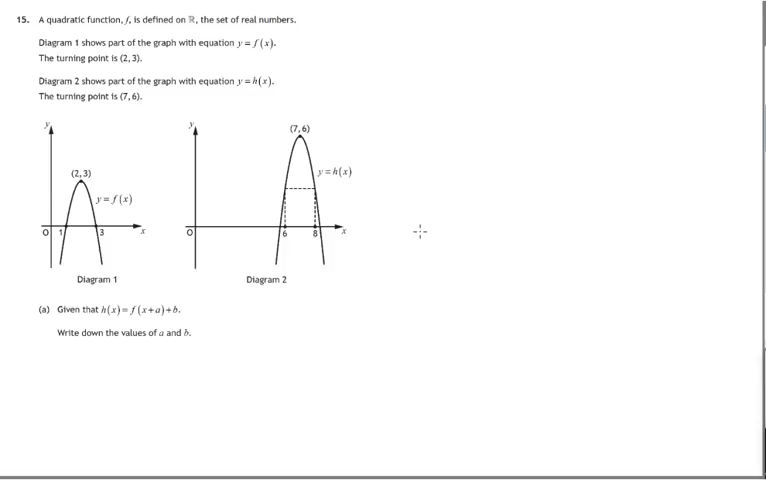 15. A quadratic function, f, is defined on ℝ, the set of real numbers.
Diagram 1 shows part of the graph with equation y = f(x).
The turning point is (2, 3).
Diagram 2 shows part of the graph with equation y = h(x).
The turning point is (7, 6).
y
(2, 3)
y = f(x)
O 1 3 x
Diagram 1
y
(7, 6)
y = h(x)
O 6 8 x
Diagram 2
(a) Given that h(x) = f(x+a)+b.
Write down the values of a and b.